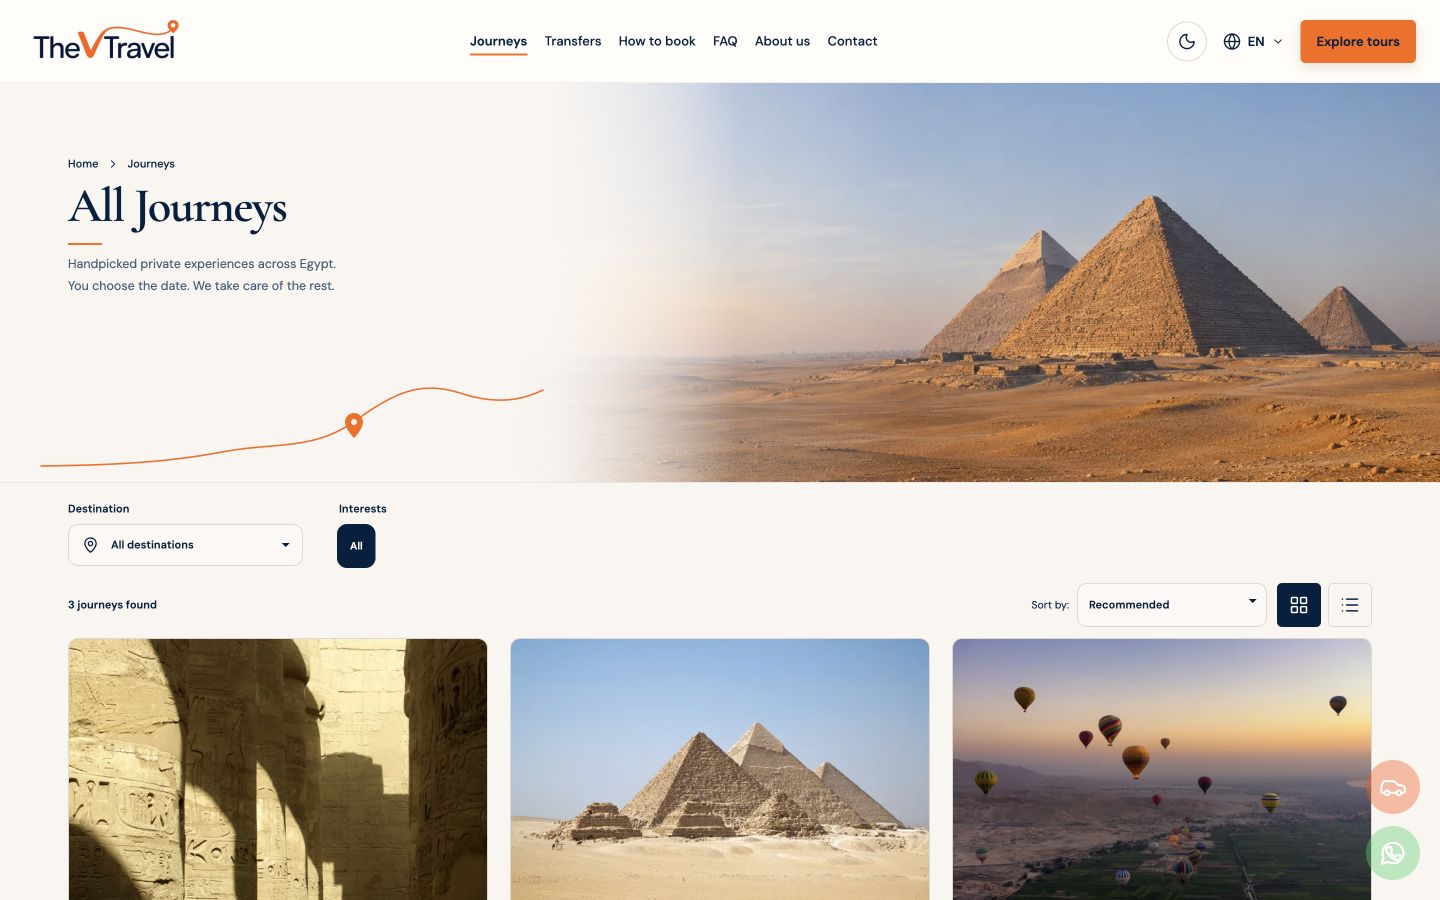 The V Travel
Journeys
Transfers
How to book
FAQ
About us
Contact
EN
Explore tours
Home
Journeys
All Journeys
Handpicked private experiences across Egypt.
You choose the date. We take care of the rest.
Destination
Interests
All destinations
All
3 journeys found
Sort by:
Recommended